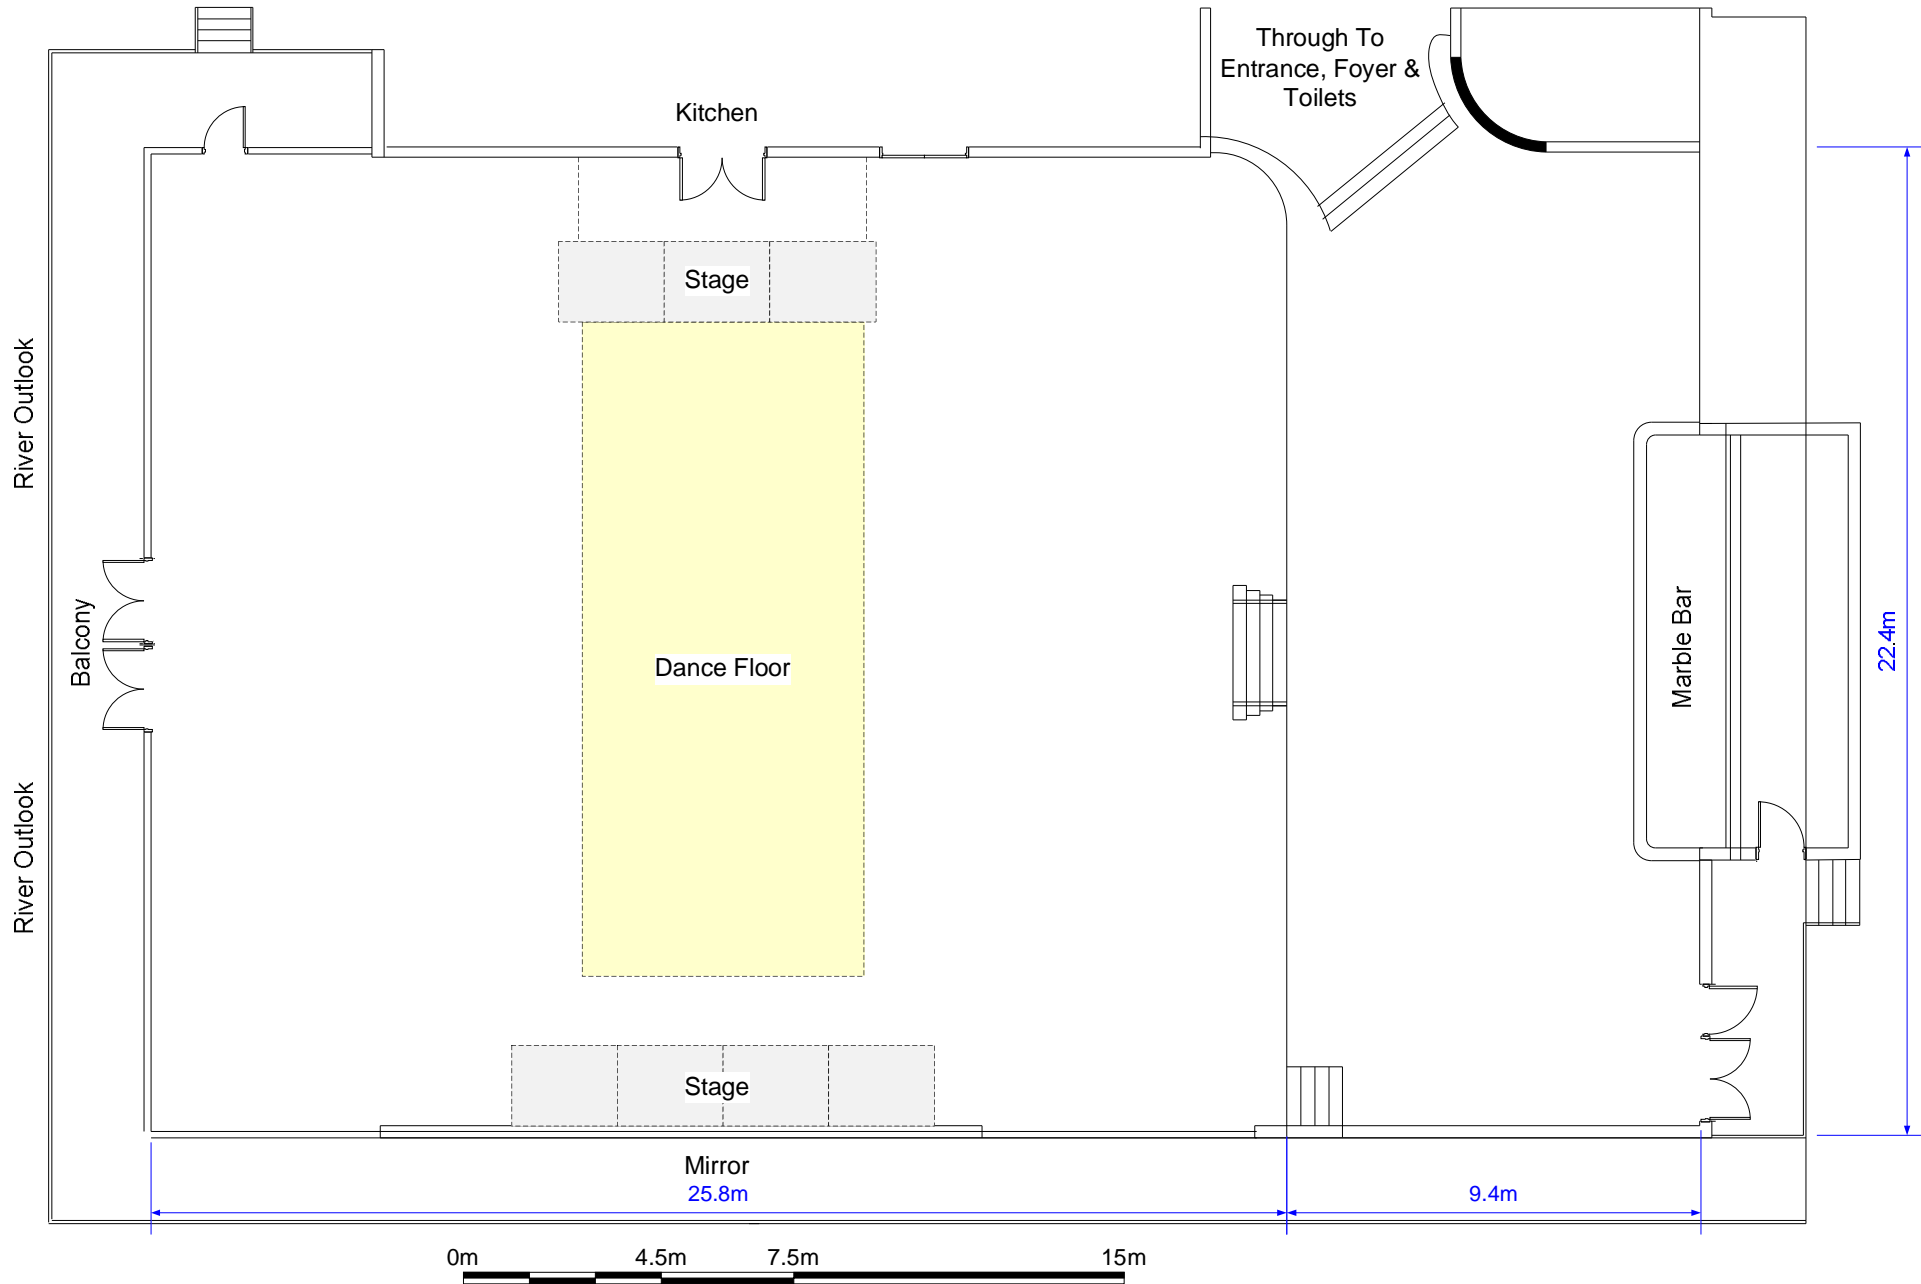 Through To
Entrance, Foyer &
Toilets
Kitchen
Stage
River Outlook
Balcony
Dance Floor
Marble Bar
22.4m
River Outlook
Stage
Mirror
25.8m
9.4m
0m
4.5m
7.5m
15m